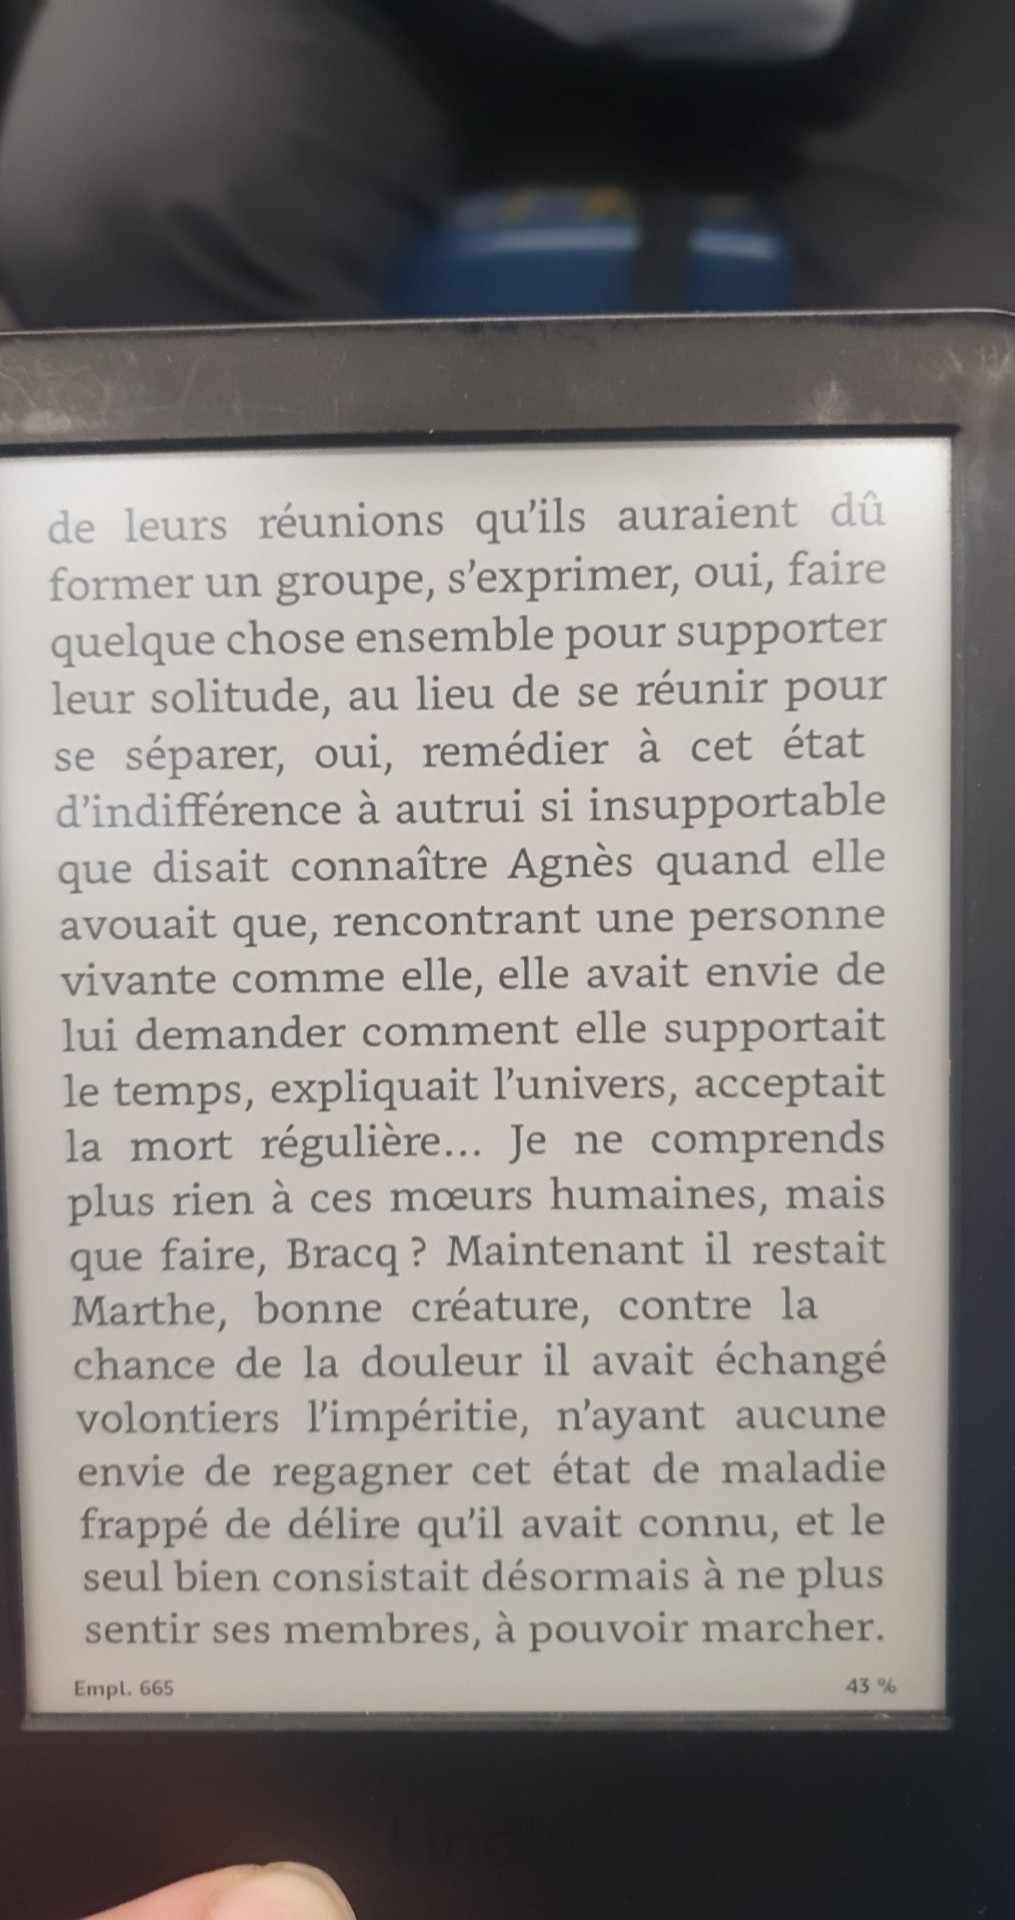 de leurs réunions qu'ils auraient dû
former un groupe, s'exprimer, oui, faire
quelque chose ensemble pour supporter
leur solitude, au lieu de se réunir pour
se séparer, oui, remédier à cet état
d'indifférence à autrui si insupportable
que disait connaître Agnès quand elle
avouait que, rencontrant une personne
vivante comme elle, elle avait envie de
lui demander comment elle supportait
le temps, expliquait l'univers, acceptait
la mort régulière... Je ne comprends
plus rien à ces mœurs humaines, mais
que faire, Bracq ? Maintenant il restait
Marthe, bonne créature, contre la
chance de la douleur il avait échangé
volontiers l'impéritie, n'ayant aucune
envie de regagner cet état de maladie
frappé de délire qu'il avait connu, et le
seul bien consistait désormais à ne plus
sentir ses membres, à pouvoir marcher.
Empl. 665 43 %